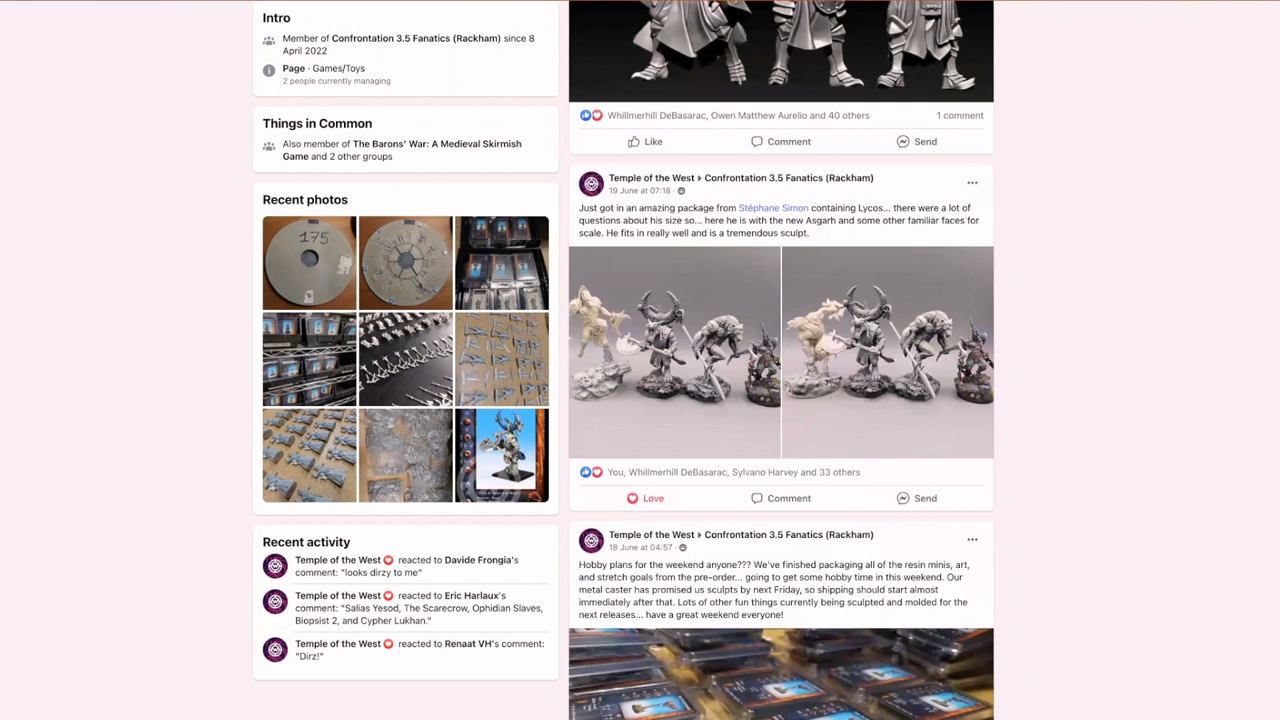 Intro
Member of Confrontation 3.5 Fanatics (Rackham) since 8
April 2022
Page · Games/Toys
2 people currently managing
Things in Common
Also member of The Barons' War: A Medieval Skirmish
Game and 2 other groups
Recent photos
175
Recent activity
Temple of the West reacted to Davide Frongia's
comment: "looks dirzy to me"
Temple of the West reacted to Eric Harlaux's
comment: "Salias Yesod, The Scarecrow, Ophidian Slaves,
Biopsist 2, and Cypher Lukhan."
Temple of the West reacted to Renaat VH's comment:
"Dirz!"
Whillmerhill DeBasarac, Owen Matthew Aurelio and 40 others 1 comment
Like Comment Send
Temple of the West Confrontation 3.5 Fanatics (Rackham)
19 June at 07:18 ·
Just got in an amazing package from Stéphane Simon containing Lycos... there were a lot of
questions about his size so... here he is with the new Asgarh and some other familiar faces for
scale. He fits in really well and is a tremendous sculpt.
You, Whillmerhill DeBasarac, Sylvano Harvey and 33 others
Love Comment Send
Temple of the West Confrontation 3.5 Fanatics (Rackham)
18 June at 04:57 ·
Hobby plans for the weekend anyone??? We've finished packaging all of the resin minis, art,
and stretch goals from the pre-order... going to get some hobby time in this weekend. Our
metal caster has promised us sculpts by next Friday, so shipping should start almost
immediately after that. Lots of other fun things currently being sculpted and molded for the
next releases... have a great weekend everyone!